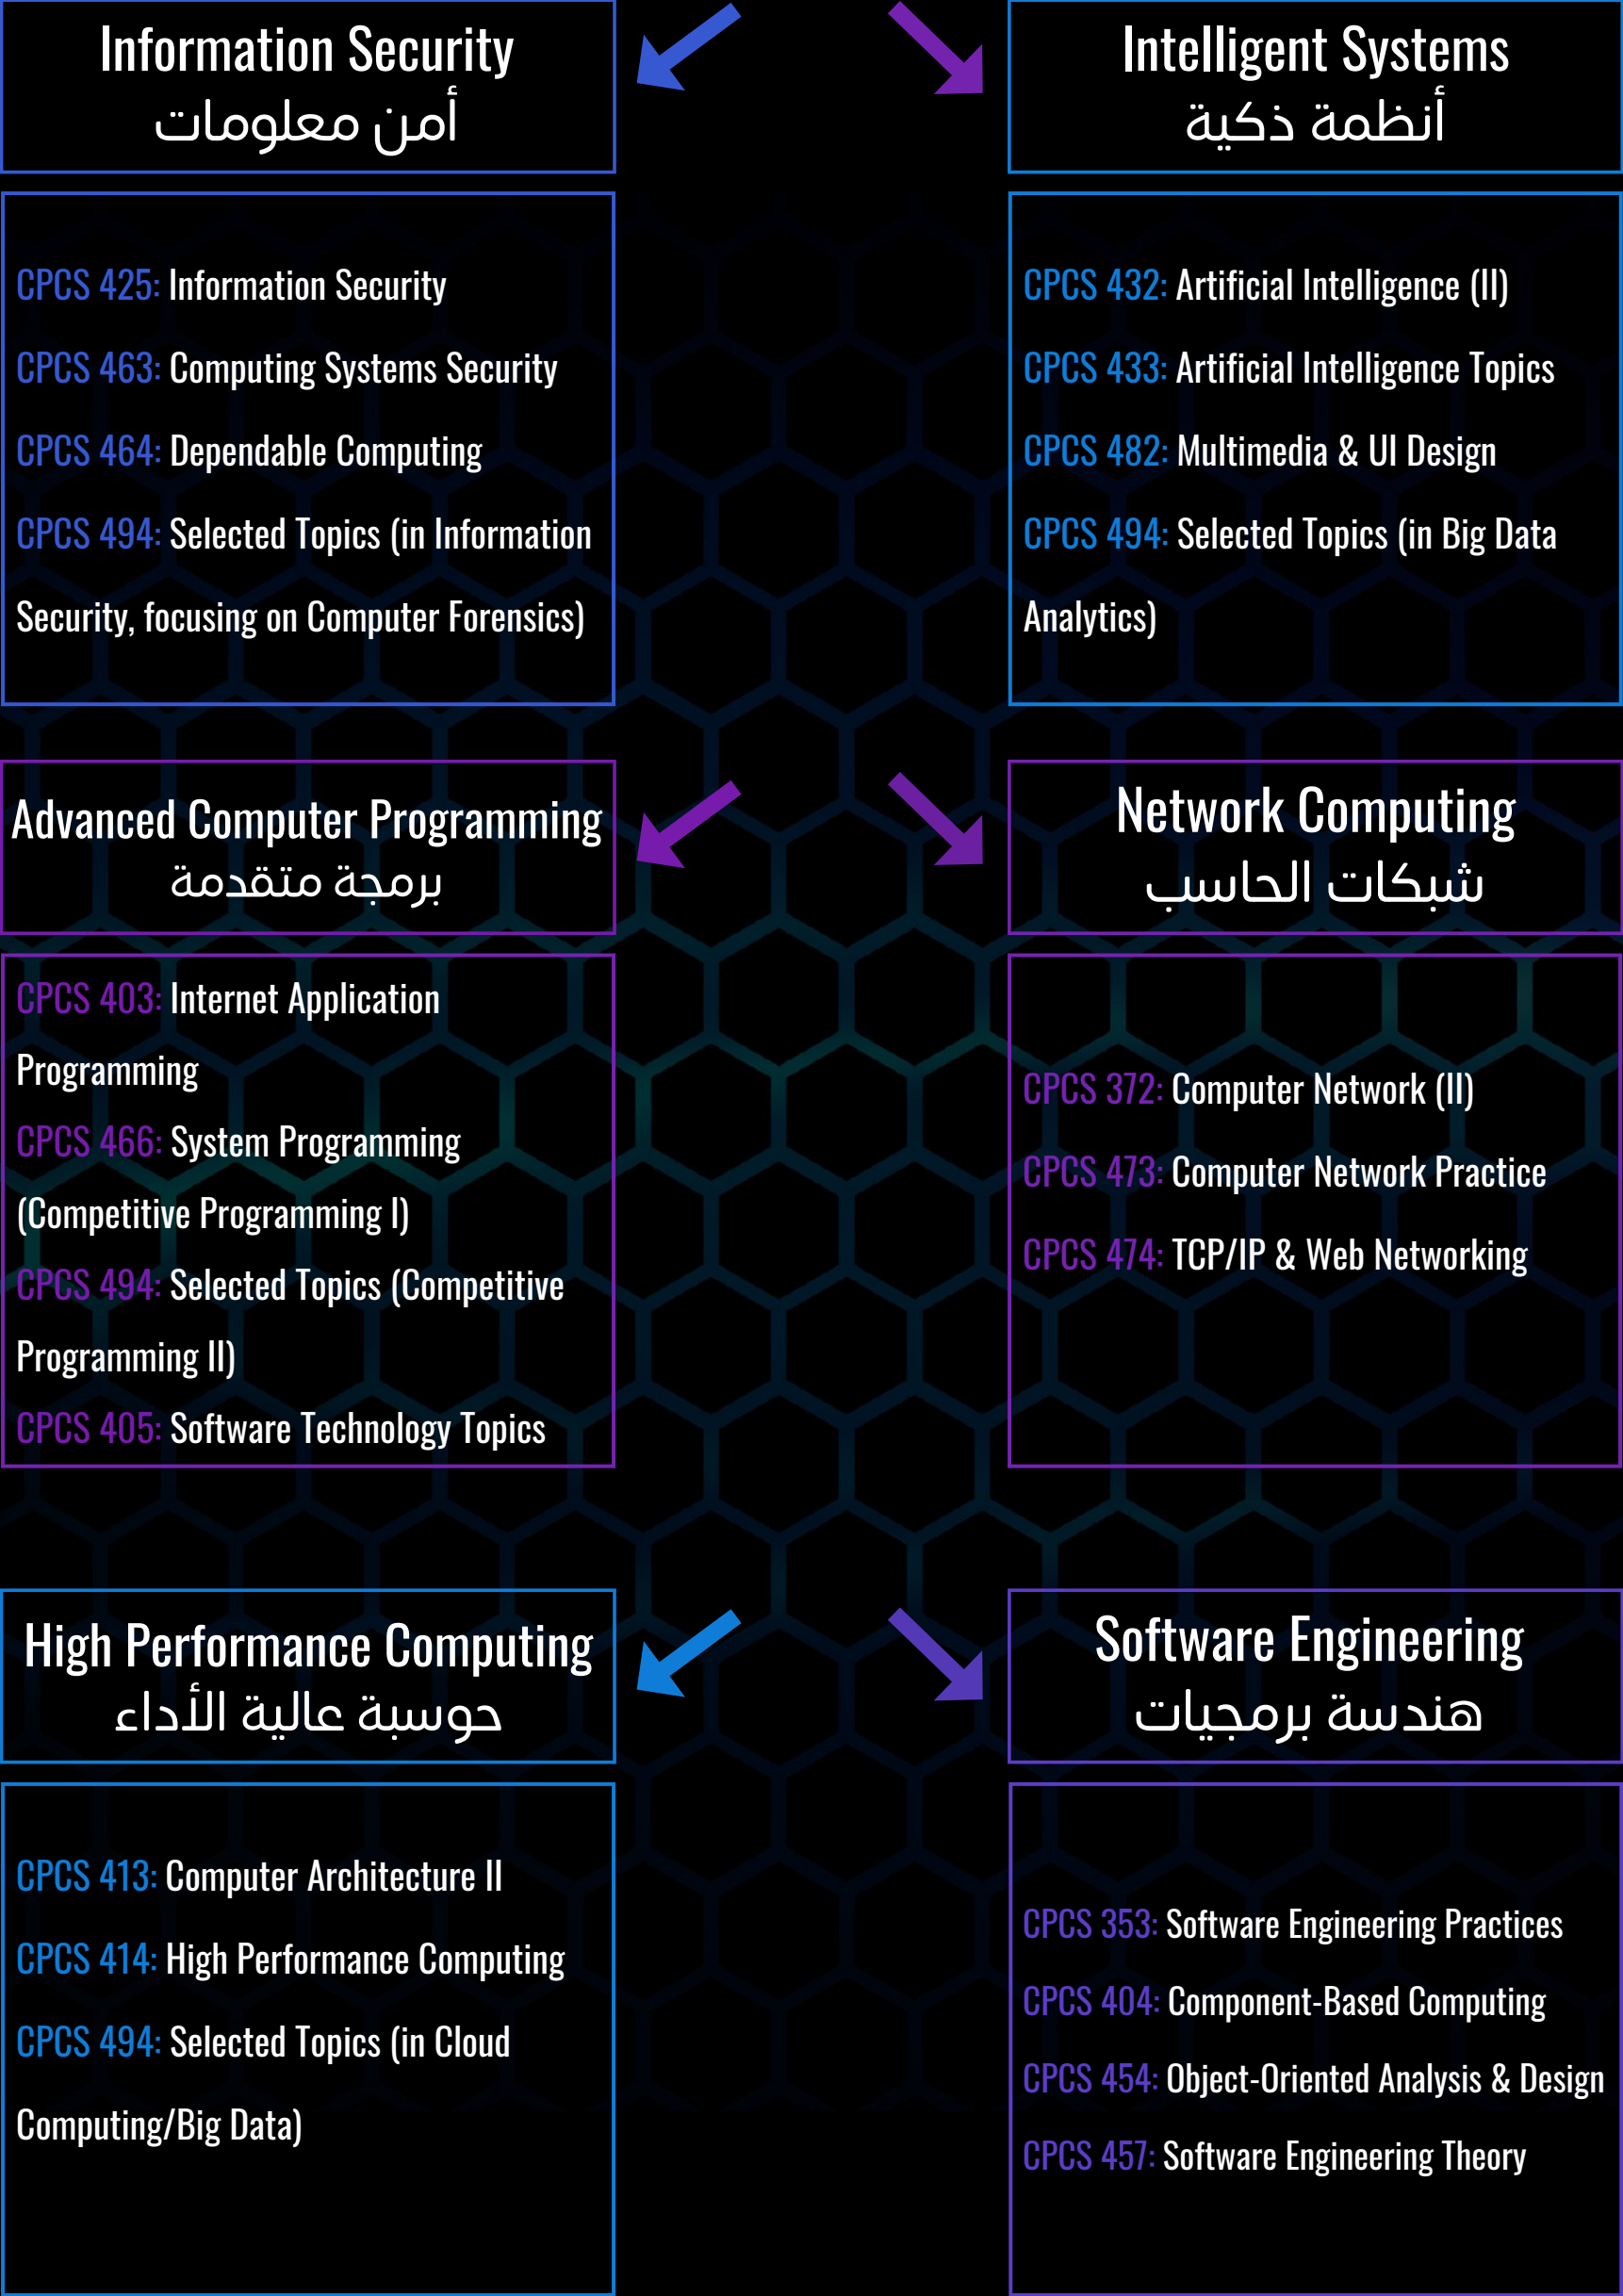 Information Security
أمن معلومات
CPCS 425: Information Security
CPCS 463: Computing Systems Security
CPCS 464: Dependable Computing
CPCS 494: Selected Topics (in Information
Security, focusing on Computer Forensics)
Intelligent Systems
أنظمة ذكية
CPCS 432: Artificial Intelligence (II)
CPCS 433: Artificial Intelligence Topics
CPCS 482: Multimedia & UI Design
CPCS 494: Selected Topics (in Big Data
Analytics)
Advanced Computer Programming
برمجة متقدمة
CPCS 403: Internet Application
Programming
CPCS 466: System Programming
(Competitive Programming I)
CPCS 494: Selected Topics (Competitive
Programming II)
CPCS 405: Software Technology Topics
Network Computing
شبكات الحاسب
CPCS 372: Computer Network (II)
CPCS 473: Computer Network Practice
CPCS 474: TCP/IP & Web Networking
High Performance Computing
حوسبة عالية الأداء
CPCS 413: Computer Architecture II
CPCS 414: High Performance Computing
CPCS 494: Selected Topics (in Cloud
Computing/Big Data)
Software Engineering
هندسة برمجيات
CPCS 353: Software Engineering Practices
CPCS 404: Component-Based Computing
CPCS 454: Object-Oriented Analysis & Design
CPCS 457: Software Engineering Theory